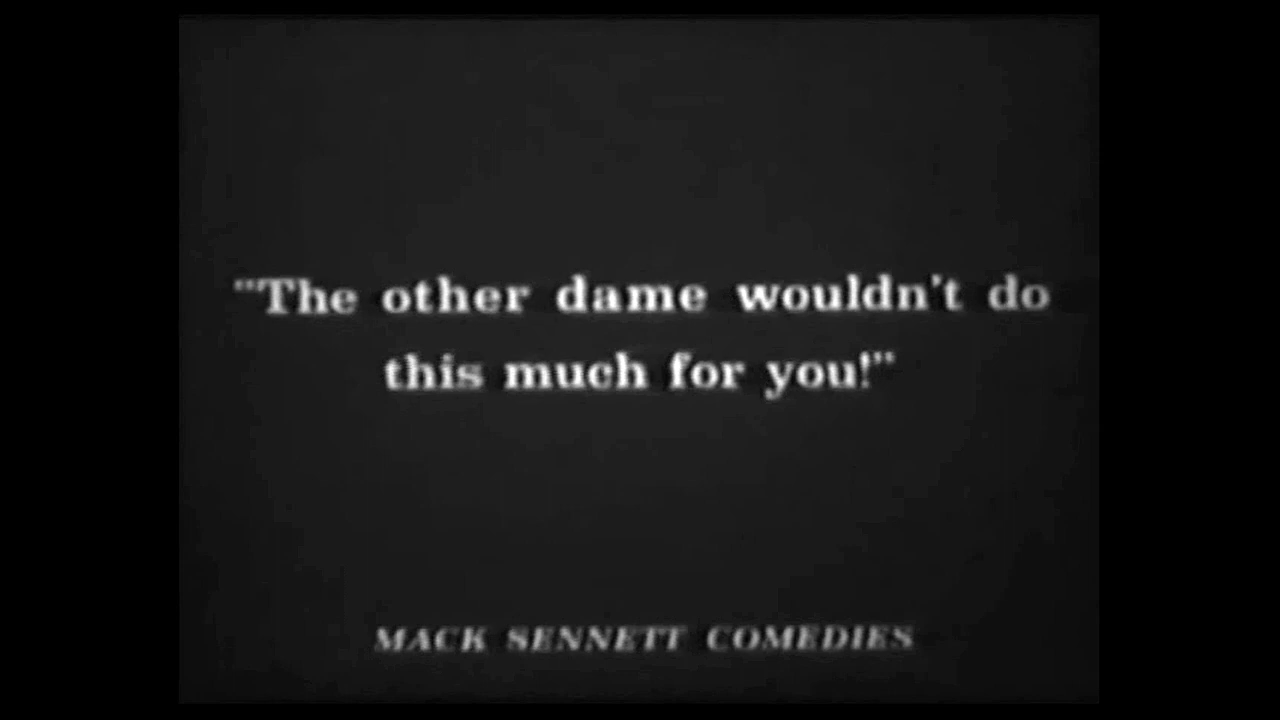 "The other dame wouldn't do
this much for you!"
MACK SENNETT COMEDIES